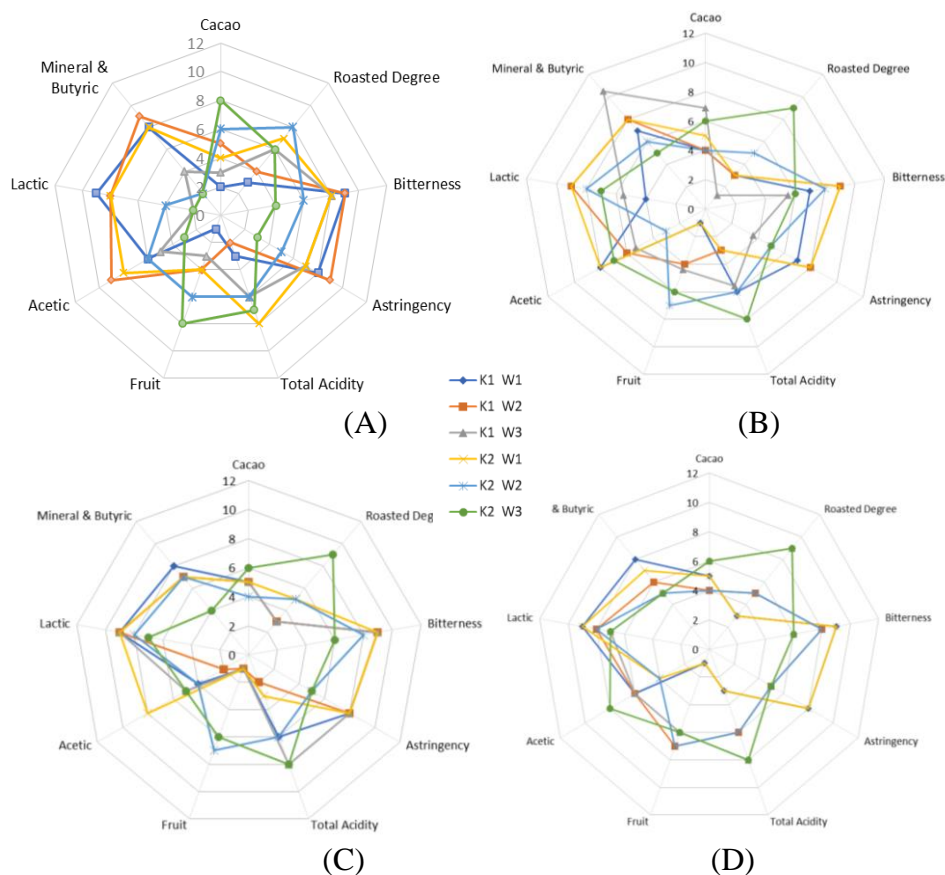 Cacao
12
10
8
6
4
2
0
Roasted Degree
Bitterness
Astringency
Total Acidity
Fruit
Acetic
Lactic
Mineral &
Butyric
(A)
Cacao
12
10
8
6
4
2
0
Roasted Degree
Bitterness
Astringency
Total Acidity
Fruit
Acetic
Lactic
Mineral & Butyric
(B)
K1 W1
K1 W2
K1 W3
K2 W1
K2 W2
K2 W3
Cacao
12
10
8
6
4
2
0
Roasted Deg
Bitterness
Astringency
Total Acidity
Fruit
Acetic
Lactic
Mineral & Butyric
(C)
Cacao
12
10
8
6
4
2
0
Roasted Degree
Bitterness
Astringency
Total Acidity
Fruit
Acetic
Lactic
& Butyric
(D)